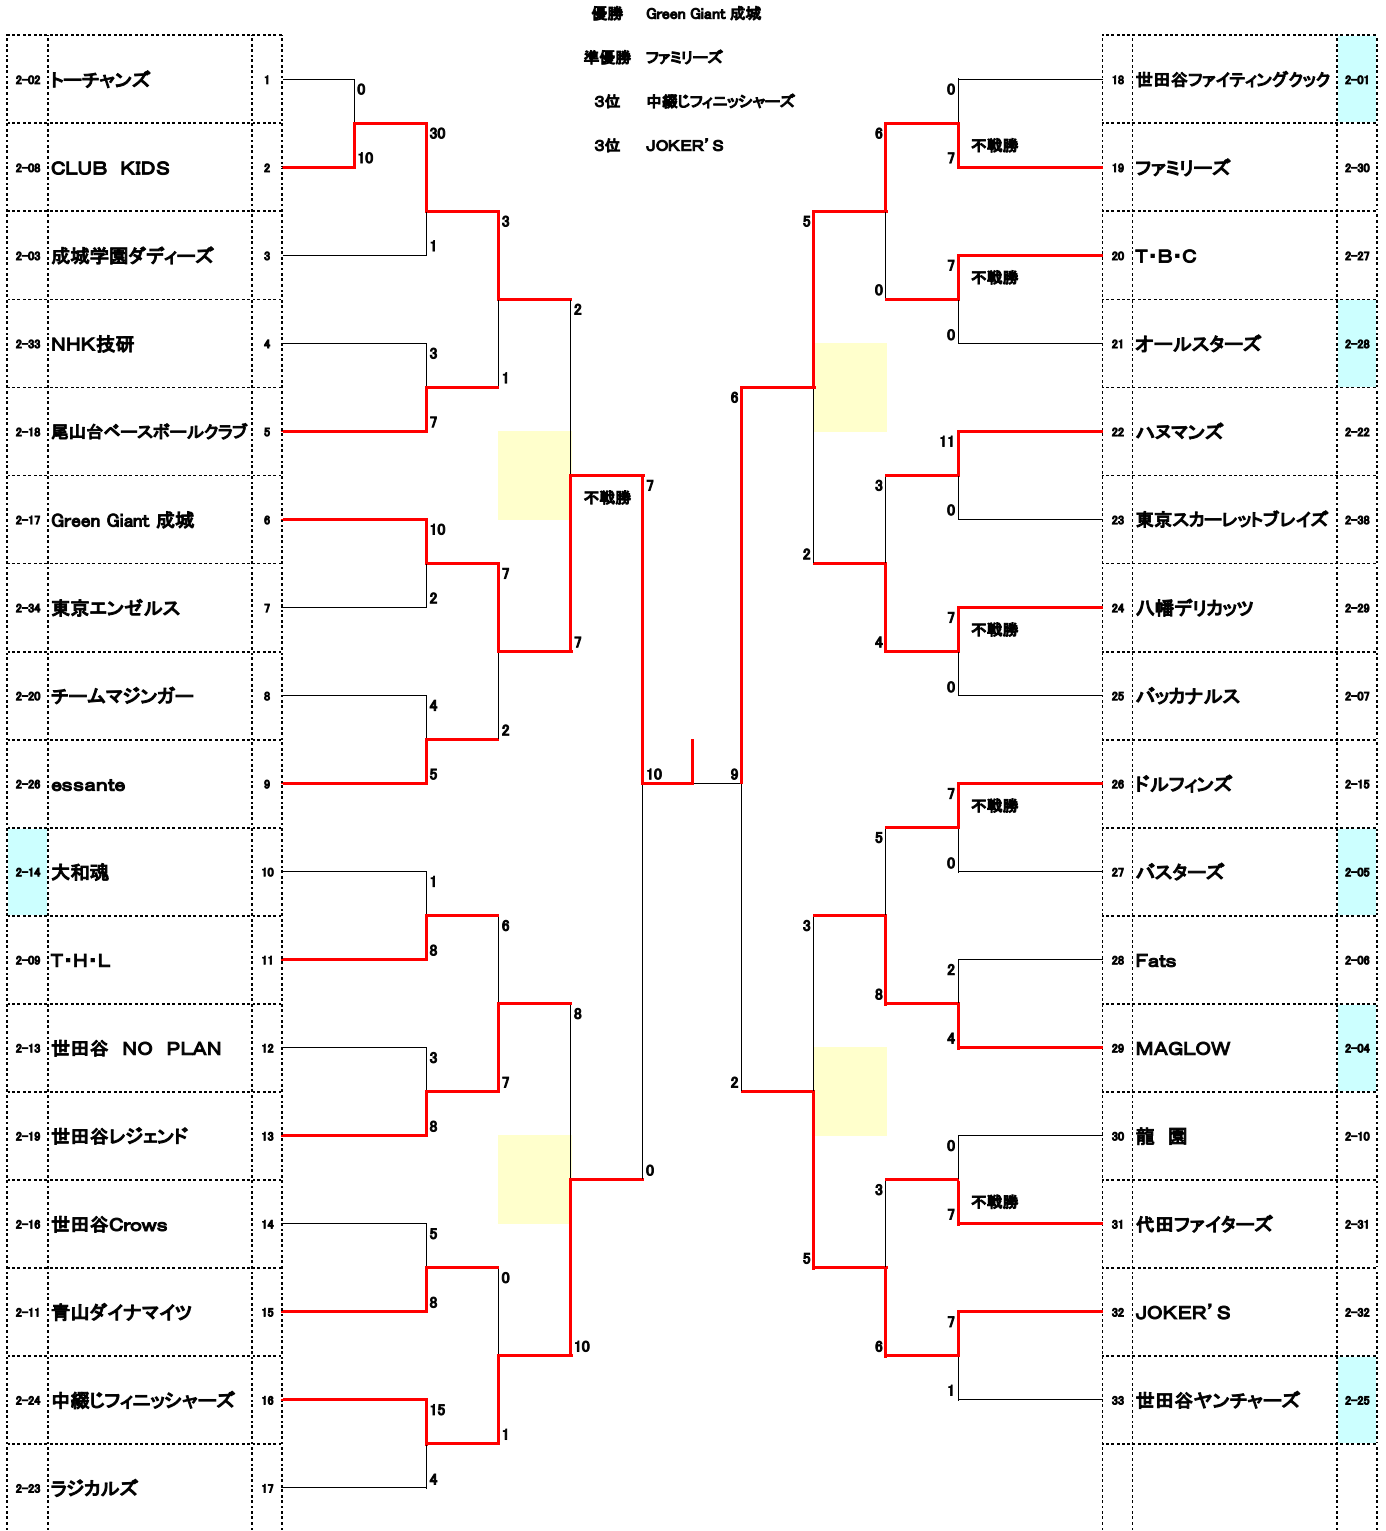 優勝 Green Giant 成城
準優勝 ファミリーズ
3位 中綴じフィニッシャーズ
3位 JOKER'S
2-02 トーチャンズ 1
0
30
10
2-08 CLUB KIDS 2
3
1
2-03 成城学園ダディーズ 3
2
2-33 NHK技研 4
3
1
7
2-18 尾山台ベースボールクラブ 5
不戦勝
7
2-17 Green Giant 成城 6
10
7
2
2-34 東京エンゼルス 7
7
2-20 チームマジンガー 8
4
2
5
2-26 essante 9
10
9
2-14 大和魂 10
1
6
8
2-09 T・H・L 11
8
2-13 世田谷 NO PLAN 12
3
7
8
2-19 世田谷レジェンド 13
0
2-16 世田谷Crows 14
5
0
8
2-11 青山ダイナマイツ 15
10
2-24 中綴じフィニッシャーズ 16
15
1
4
2-23 ラジカルズ 17
18 世田谷ファイティングクック 2-01
0
6
7 不戦勝
19 ファミリーズ 2-30
5
20 T・B・C 2-27
7 不戦勝
0
0
21 オールスターズ 2-28
6
22 ハヌマンズ 2-22
11
3
0
23 東京スカーレットブレイズ 2-38
2
24 八幡デリカッツ 2-29
7 不戦勝
4
0
25 バッカナルス 2-07
26 ドルフィンズ 2-15
7 不戦勝
5
0
27 バスターズ 2-05
3
28 Fats 2-06
2
8
4
29 MAGLOW 2-04
2
30 龍 園 2-10
0
3
7 不戦勝
31 代田ファイターズ 2-31
5
32 JOKER'S 2-32
7
6
1
33 世田谷ヤンチャーズ 2-25